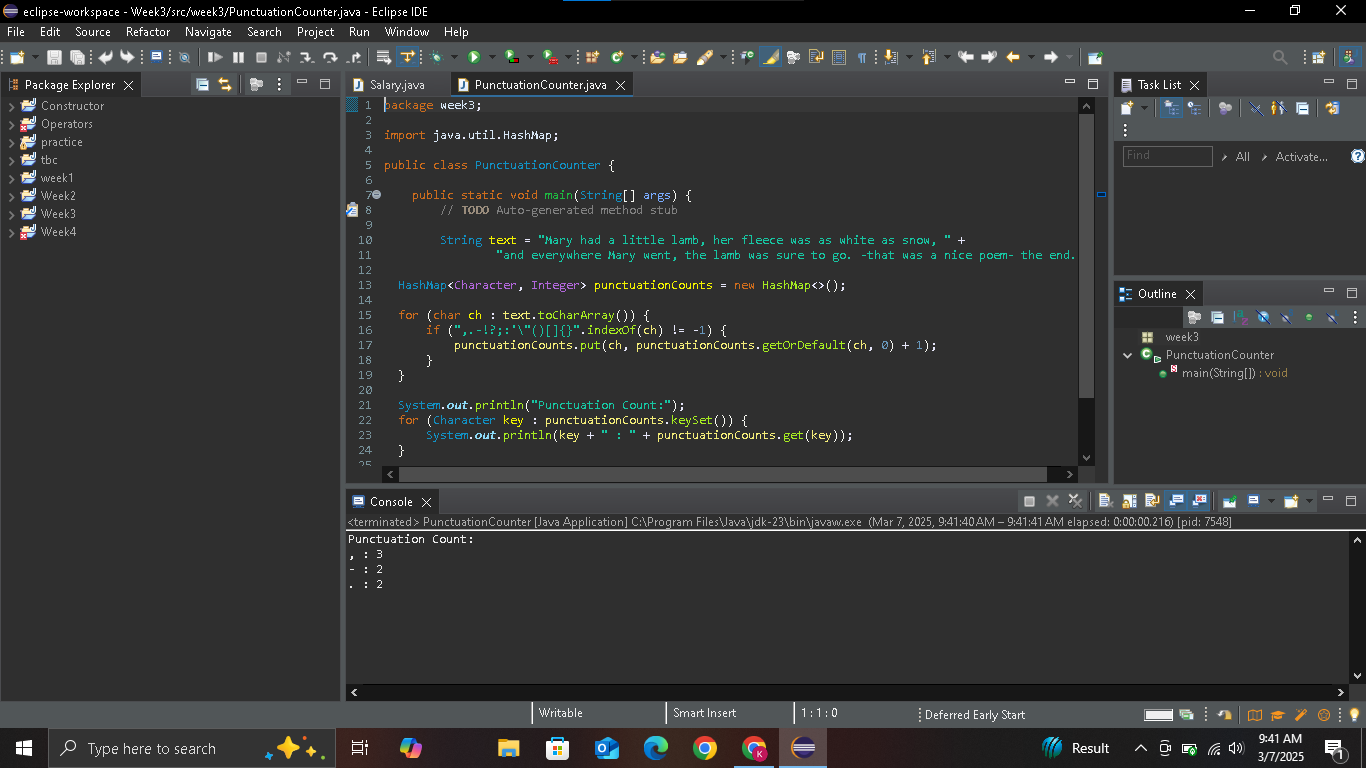 eclipse-workspace - Week3/src/week3/PunctuationCounter.java - Eclipse IDE
File Edit Source Refactor Navigate Search Project Run Window Help
Package Explorer
Constructor
Operators
practice
tbc
week1
Week2
Week3
Week4
Salary.java PunctuationCounter.java
1 package week3;
2
3 import java.util.HashMap;
4
5 public class PunctuationCounter {
6
7 public static void main(String[] args) {
8 // TODO Auto-generated method stub
9
10 String text = "Mary had a little lamb, her fleece was as white as snow, " +
11 "and everywhere Mary went, the lamb was sure to go. -that was a nice poem- the end.
12
13 HashMap<Character, Integer> punctuationCounts = new HashMap<>();
14
15 for (char ch : text.toCharArray()) {
16 if (",.-!?;:'\"()[]{}".indexOf(ch) != -1) {
17 punctuationCounts.put(ch, punctuationCounts.getOrDefault(ch, 0) + 1);
18 }
19 }
20
21 System.out.println("Punctuation Count:");
22 for (Character key : punctuationCounts.keySet()) {
23 System.out.println(key + " : " + punctuationCounts.get(key));
24 }
25
Task List
Find All Activate...
Outline
week3
PunctuationCounter
main(String[]) : void
Console
<terminated> PunctuationCounter [Java Application] C:\Program Files\Java\jdk-23\bin\javaw.exe (Mar 7, 2025, 9:41:40 AM – 9:41:41 AM elapsed: 0:00:00.216) [pid: 7548]
Punctuation Count:
, : 3
- : 2
. : 2
Writable Smart Insert 1 : 1 : 0 Deferred Early Start
Type here to search
Result
9:41 AM
3/7/2025
1